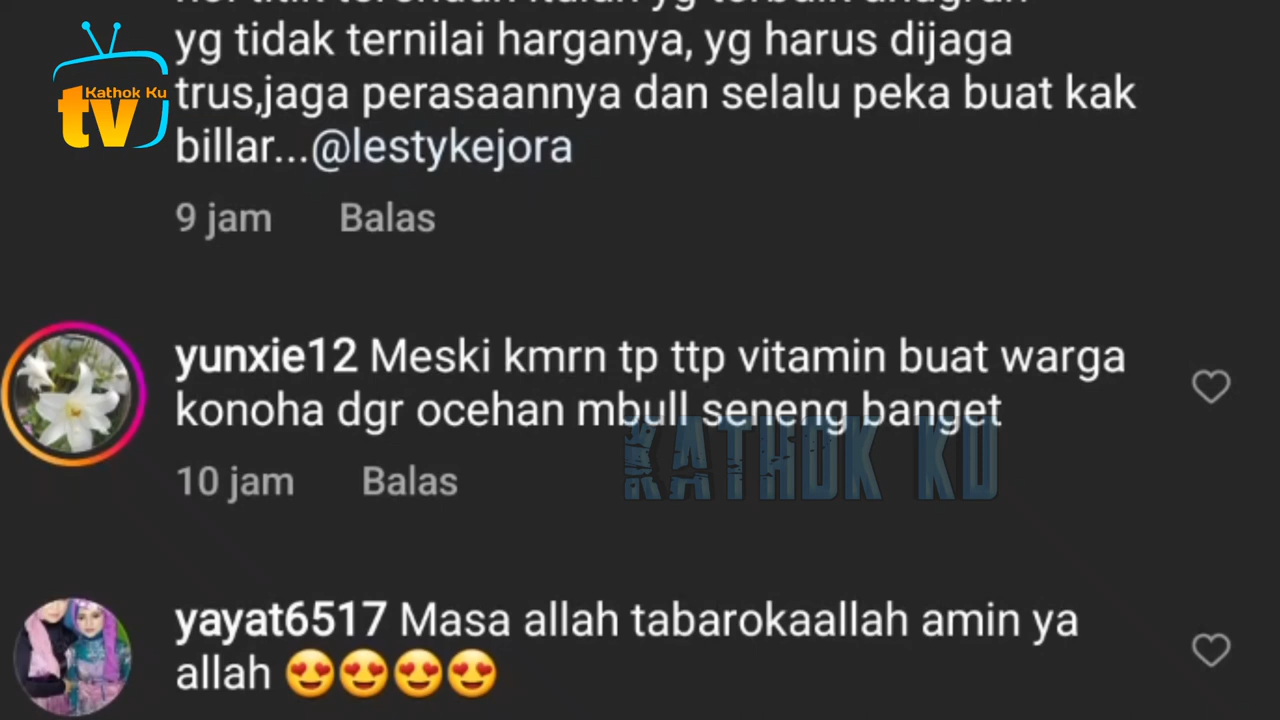 yg tidak ternilai harganya, yg harus dijaga
Kathok Ku
tv
trus,jaga perasaannya dan selalu peka buat kak
billar...@lestykejora
9 jam Balas
yunxie12 Meski kmrn tp ttp vitamin buat warga
konoha dgr ocehan mbull seneng banget
KATHOK KU
10 jam Balas
yayat6517 Masa allah tabarokaallah amin ya
allah 😍😍😍😍